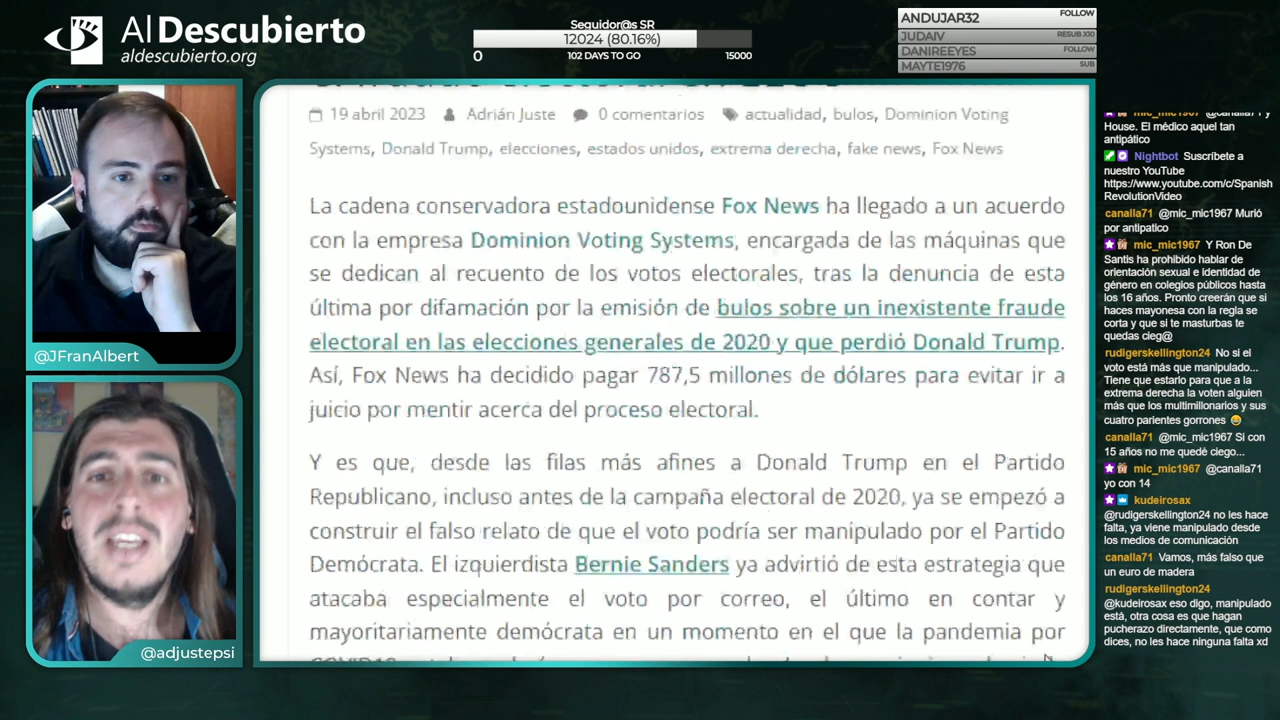 Al Descubierto
aldescubierto.org
Seguidor@s SR
12024 (80.16%)
0
102 DAYS TO GO
15000
ANDUJAR32 FOLLOW
JUDAIV RESUB X10
DANIREEYES FOLLOW
MAYTE1976 SUB
19 abril 2023 Adrián Juste 0 comentarios actualidad, bulos, Dominion Voting
Systems, Donald Trump, elecciones, estados unidos, extrema derecha, fake news, Fox News
La cadena conservadora estadounidense Fox News ha llegado a un acuerdo
con la empresa Dominion Voting Systems, encargada de las máquinas que
se dedican al recuento de los votos electorales, tras la denuncia de esta
última por difamación por la emisión de bulos sobre un inexistente fraude
electoral en las elecciones generales de 2020 y que perdió Donald Trump.
Así, Fox News ha decidido pagar 787,5 millones de dólares para evitar ir a
juicio por mentir acerca del proceso electoral.
Y es que, desde las filas más afines a Donald Trump en el Partido
Republicano, incluso antes de la campaña electoral de 2020, ya se empezó a
construir el falso relato de que el voto podría ser manipulado por el Partido
Demócrata. El izquierdista Bernie Sanders ya advirtió de esta estrategia que
atacaba especialmente el voto por correo, el último en contar y
mayoritariamente demócrata en un momento en el que la pandemia por
@JFranAlbert
@adjustepsi
mic_mic1967 @canalla71 y
House. El médico aquel tan
antipático
Nightbot Suscríbete a
nuestro YouTube
https://www.youtube.com/c/Spanish
RevolutionVideo
canalla71 @mic_mic1967 Murió
por antipatico
mic_mic1967 Y Ron De
Santis ha prohibido hablar de
orientación sexual e identidad de
género en colegios públicos hasta
los 16 años. Pronto creerán que si
haces mayonesa con la regla se
corta y que si te masturbas te
quedas cieg@
rudigerskellington24 No si el
voto está más que manipulado...
Tiene que estarlo para que a la
extrema derecha la voten alguien
más que los multimillonarios y sus
cuatro parientes gorrones 😅
canalla71 @mic_mic1967 Si con
15 años no me quedé ciego...
mic_mic1967 @canalla71
yo con 14
kudeirosax
@rudigerskellington24 no les hace
falta, ya viene manipulado desde
los medios de comunicación
canalla71 Vamos, más falso que
un euro de madera
rudigerskellington24
@kudeirosax eso digo, manipulado
está, otra cosa es que hagan
pucherazo directamente, que como
dices, no les hace ninguna falta xd